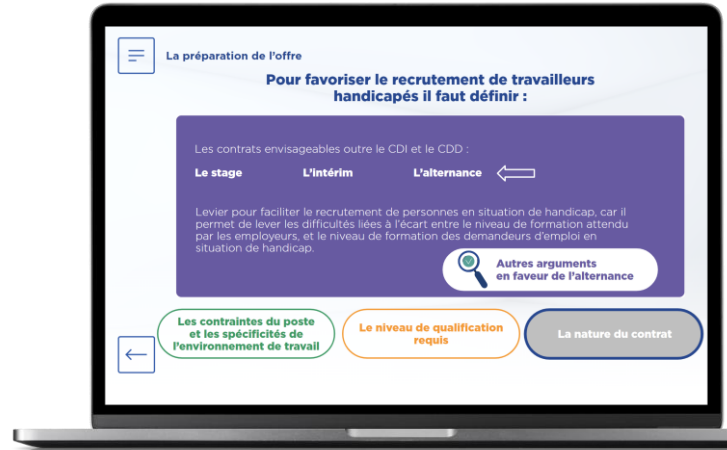 La préparation de l'offre
Pour favoriser le recrutement de travailleurs
handicapés il faut définir :
Les contrats envisageables outre le CDI et le CDD :
Le stage L'intérim L'alternance
Levier pour faciliter le recrutement de personnes en situation de handicap, car il
permet de lever les difficultés liées à l'écart entre le niveau de formation attendu
par les employeurs, et le niveau de formation des demandeurs d'emploi en
situation de handicap.
Autres arguments
en faveur de l'alternance
Les contraintes du poste
et les spécificités de
l'environnement de travail
Le niveau de qualification
requis
La nature du contrat